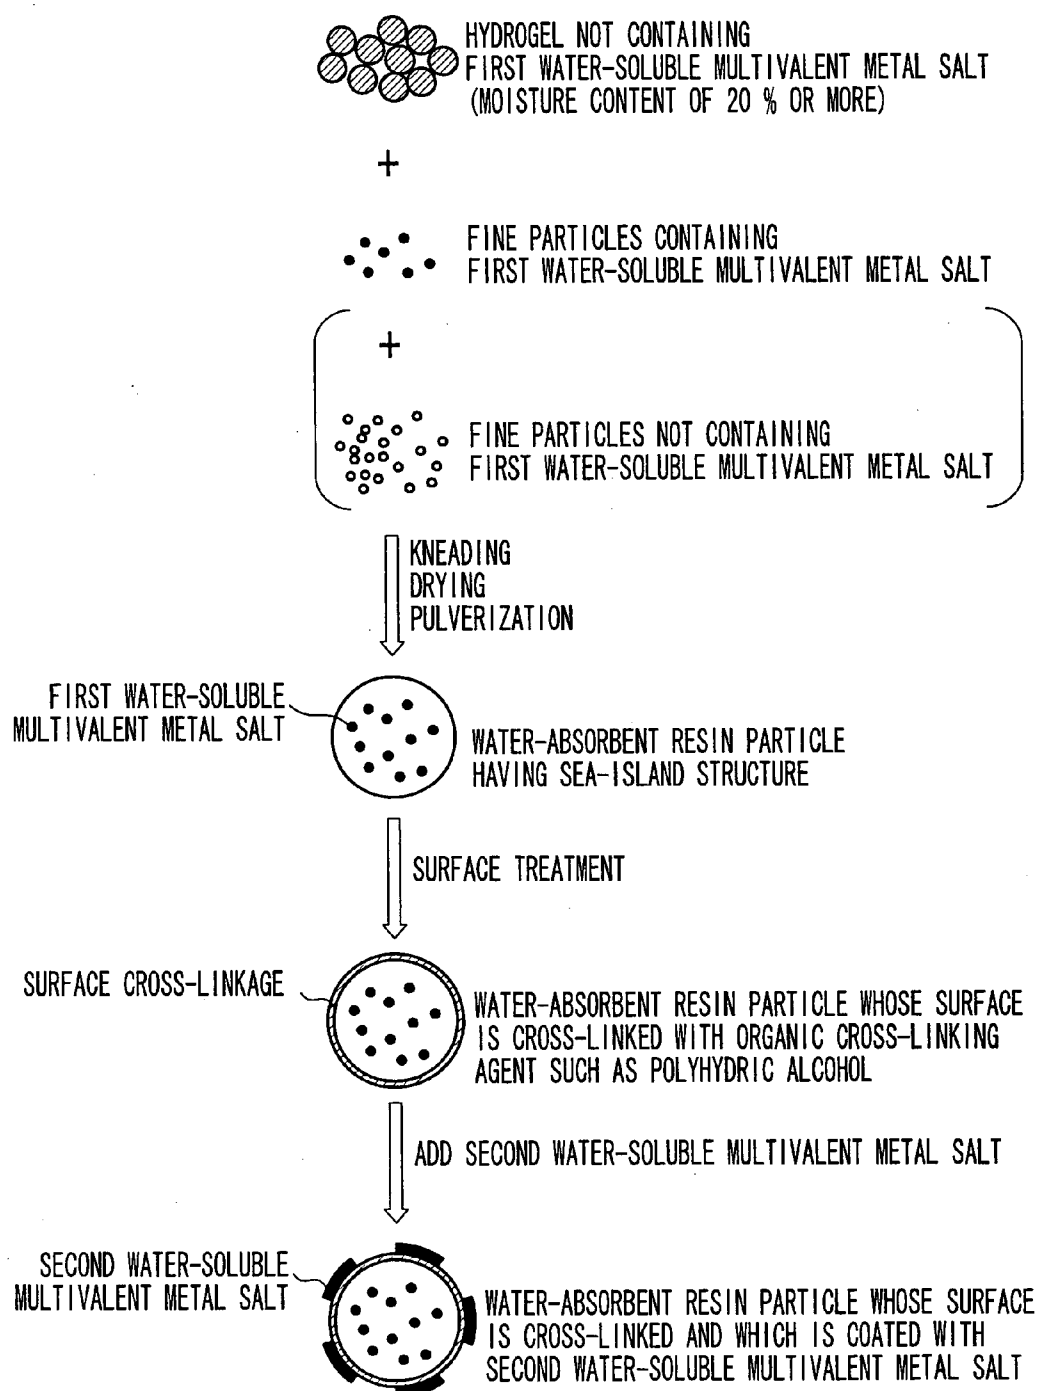 HYDROGEL NOT CONTAINING
FIRST WATER-SOLUBLE MULTIVALENT METAL SALT
(MOISTURE CONTENT OF 20 % OR MORE)
+
FINE PARTICLES CONTAINING
FIRST WATER-SOLUBLE MULTIVALENT METAL SALT
+
FINE PARTICLES NOT CONTAINING
FIRST WATER-SOLUBLE MULTIVALENT METAL SALT
KNEADING
DRYING
PULVERIZATION
FIRST WATER-SOLUBLE
MULTIVALENT METAL SALT
WATER-ABSORBENT RESIN PARTICLE
HAVING SEA-ISLAND STRUCTURE
SURFACE TREATMENT
SURFACE CROSS-LINKAGE
WATER-ABSORBENT RESIN PARTICLE WHOSE SURFACE
IS CROSS-LINKED WITH ORGANIC CROSS-LINKING
AGENT SUCH AS POLYHYDRIC ALCOHOL
ADD SECOND WATER-SOLUBLE MULTIVALENT METAL SALT
SECOND WATER-SOLUBLE
MULTIVALENT METAL SALT
WATER-ABSORBENT RESIN PARTICLE WHOSE SURFACE
IS CROSS-LINKED AND WHICH IS COATED WITH
SECOND WATER-SOLUBLE MULTIVALENT METAL SALT